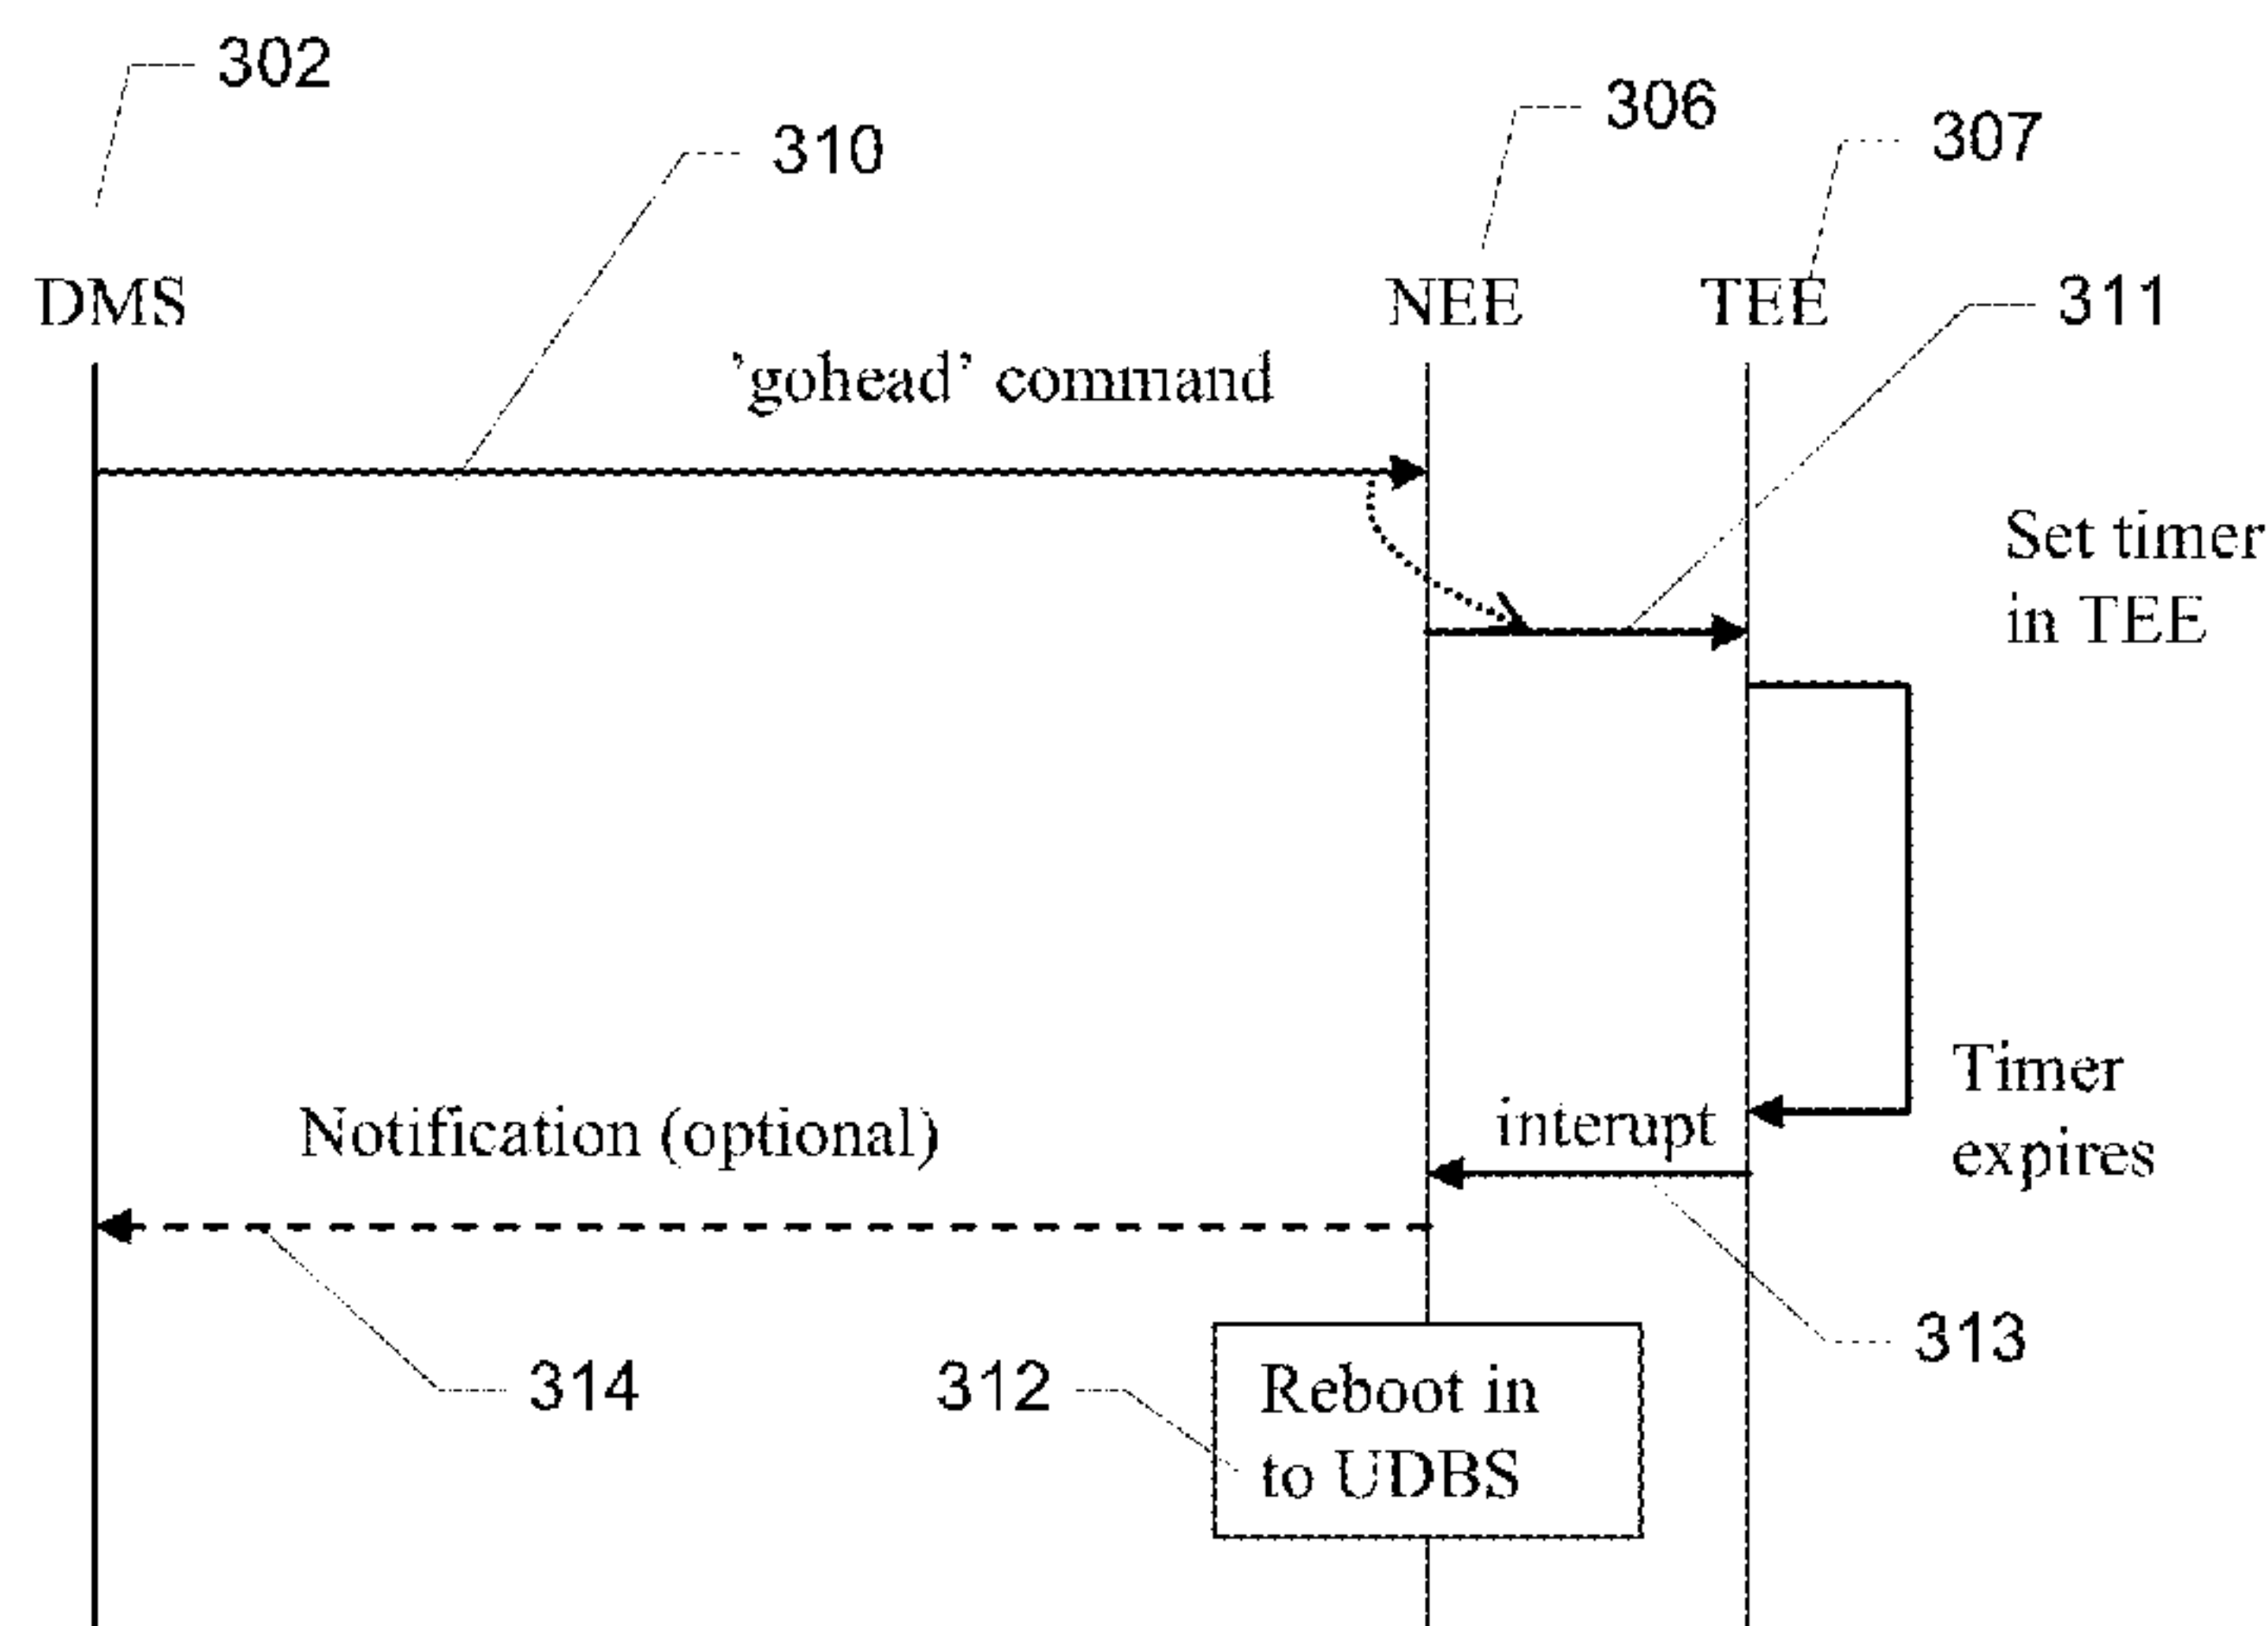 302
306
310
307
DMS
NEE
TEE
311
'gohead' command
Set timer
in TEE
Timer
expires
interupt
Notification (optional)
313
314
312
Reboot in
to UDBS